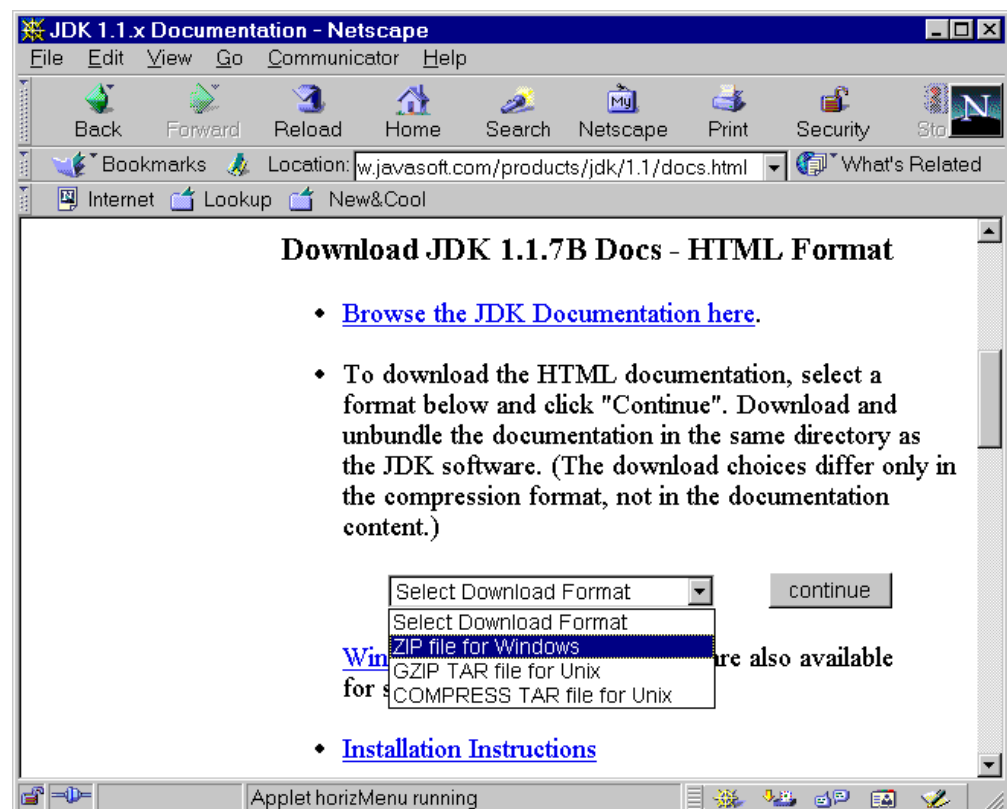 JDK 1.1.x Documentation - Netscape
File Edit View Go Communicator Help
My
N
Back Forward Reload Home Search Netscape Print Security Sto
Bookmarks Location: w.javasoft.com/products/jdk/1.1/docs.html What's Related
N Internet Lookup New&Cool
Download JDK 1.1.7B Docs - HTML Format
• Browse the JDK Documentation here.
• To download the HTML documentation, select a
format below and click "Continue". Download and
unbundle the documentation in the same directory as
the JDK software. (The download choices differ only in
the compression format, not in the documentation
content.)
Select Download Format continue
Select Download Format
ZIP file for Windows
GZIP TAR file for Unix
COMPRESS TAR file for Unix
Win are also available
for s
• Installation Instructions
Applet horizMenu running